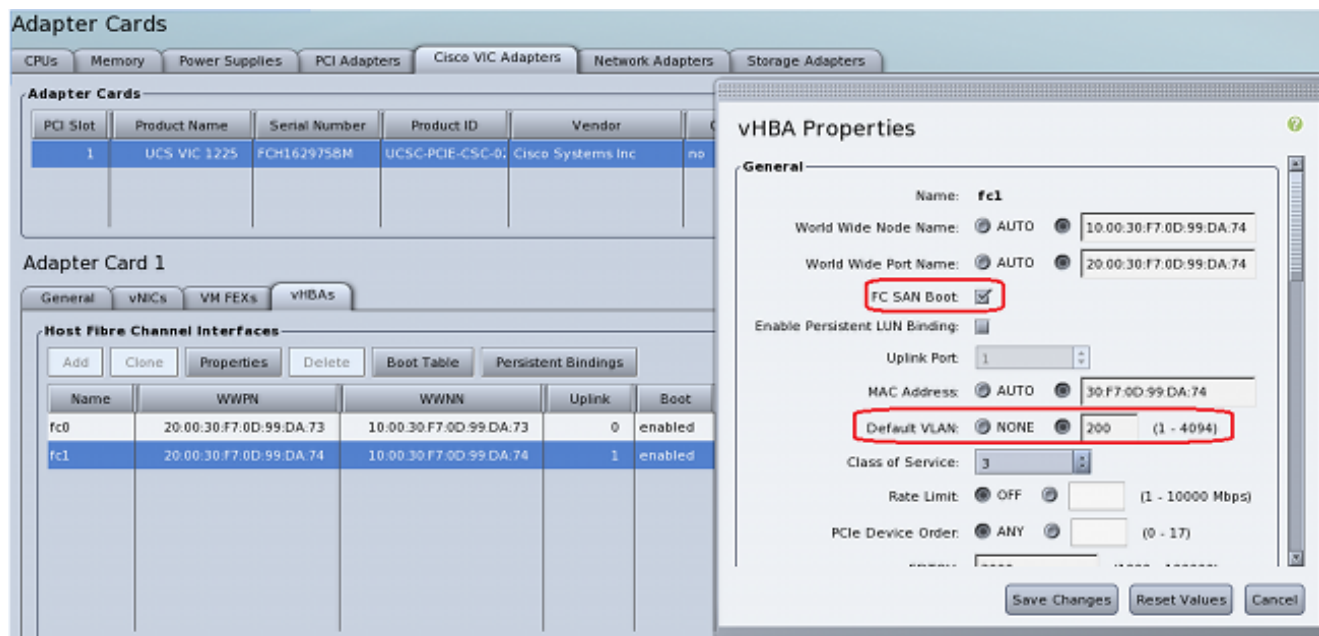 Adapter Cards
CPUs Memory Power Supplies PCI Adapters Cisco VIC Adapters Network Adapters Storage Adapters
Adapter Cards
PCI Slot Product Name Serial Number Product ID Vendor
1 UCS VIC 1225 FCH162975BM UCSC-PCIE-CSC-02 Cisco Systems Inc no
Adapter Card 1
General vNICs VM FEXs vHBAs
Host Fibre Channel Interfaces
Add Clone Properties Delete Boot Table Persistent Bindings
Name WWPN WWNN Uplink Boot
fc0 20:00:30:F7:0D:99:DA:73 10:00:30:F7:0D:99:DA:73 0 enabled
fc1 20:00:30:F7:0D:99:DA:74 10:00:30:F7:0D:99:DA:74 1 enabled
vHBA Properties
General
Name: fc1
World Wide Node Name: AUTO 10:00:30:F7:0D:99:DA:74
World Wide Port Name: AUTO 20:00:30:F7:0D:99:DA:74
FC SAN Boot:
Enable Persistent LUN Binding:
Uplink Port: 1
MAC Address: AUTO 30:F7:0D:99:DA:74
Default VLAN: NONE 200 (1 - 4094)
Class of Service: 3
Rate Limit: OFF (1 - 10000 Mbps)
PCIe Device Order: ANY (0 - 17)
Save Changes Reset Values Cancel